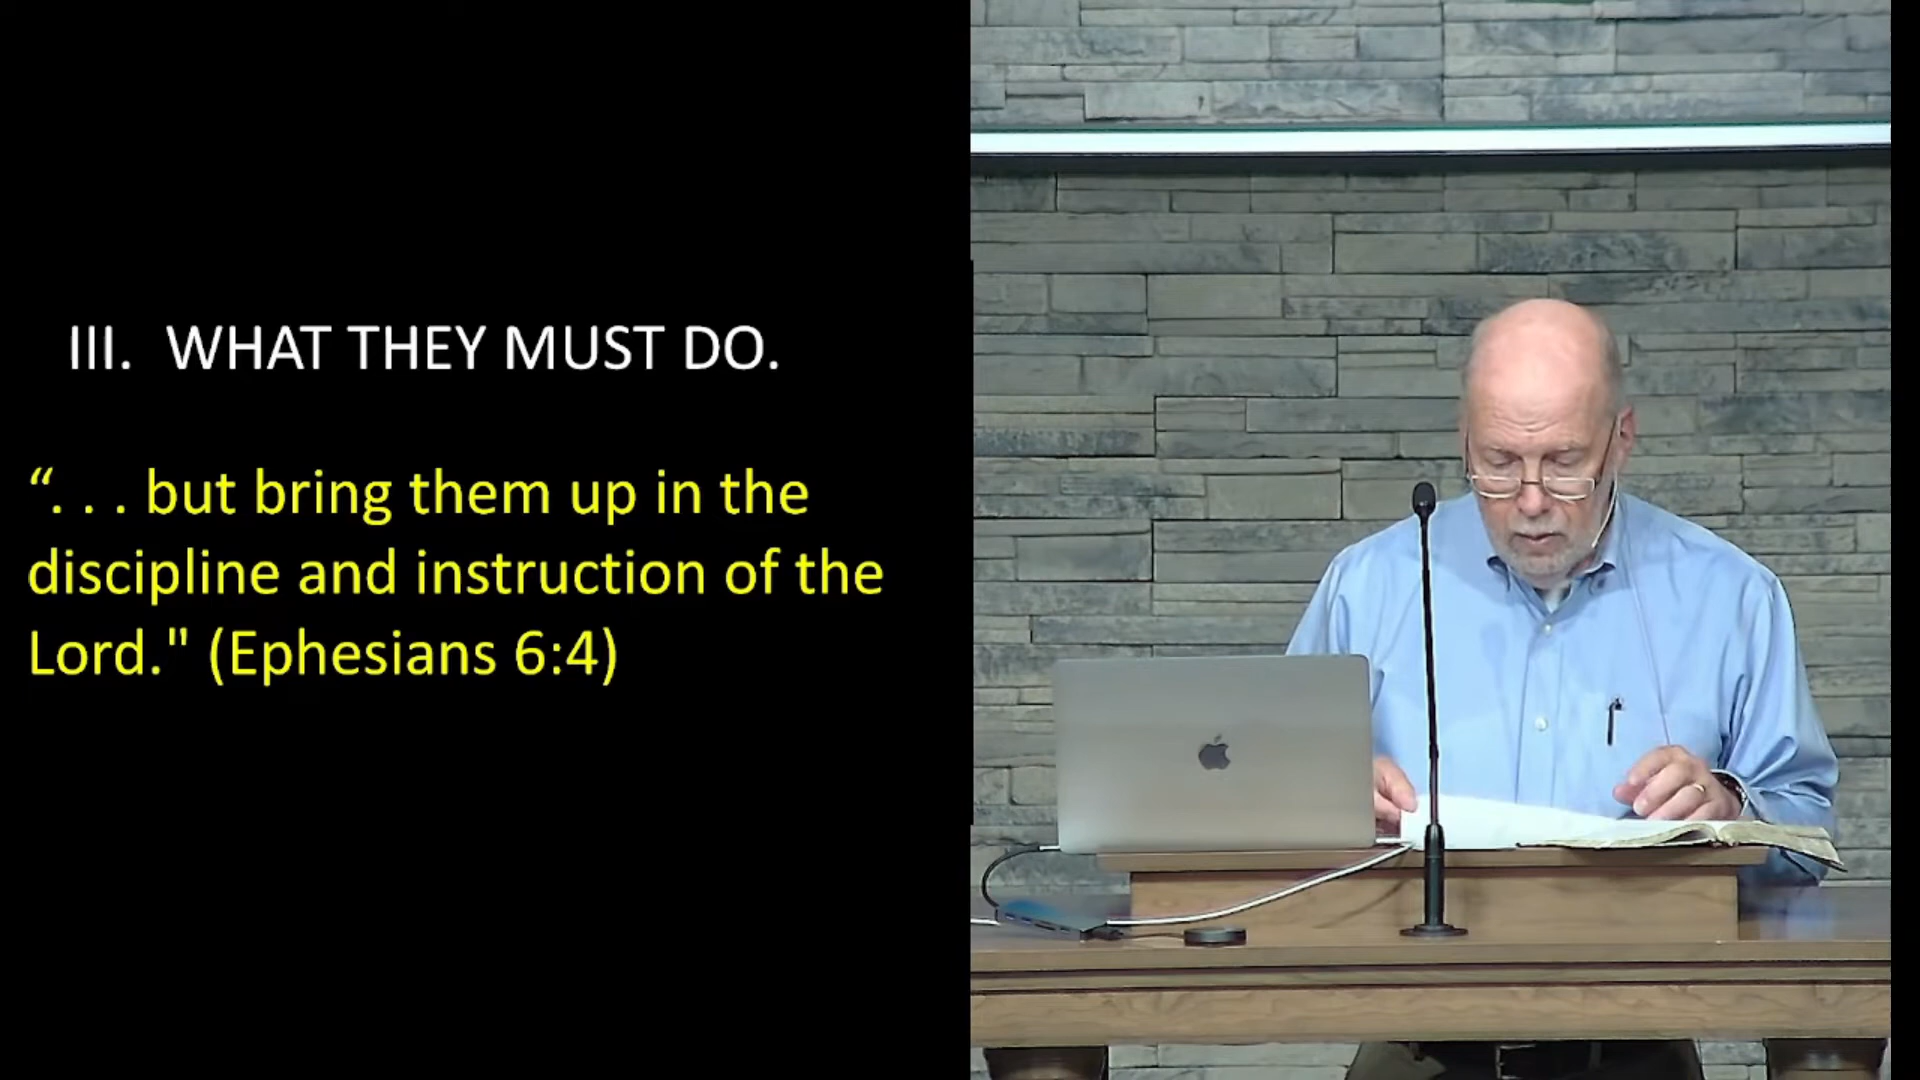 III. WHAT THEY MUST DO.
“. . . but bring them up in the
discipline and instruction of the
Lord." (Ephesians 6:4)